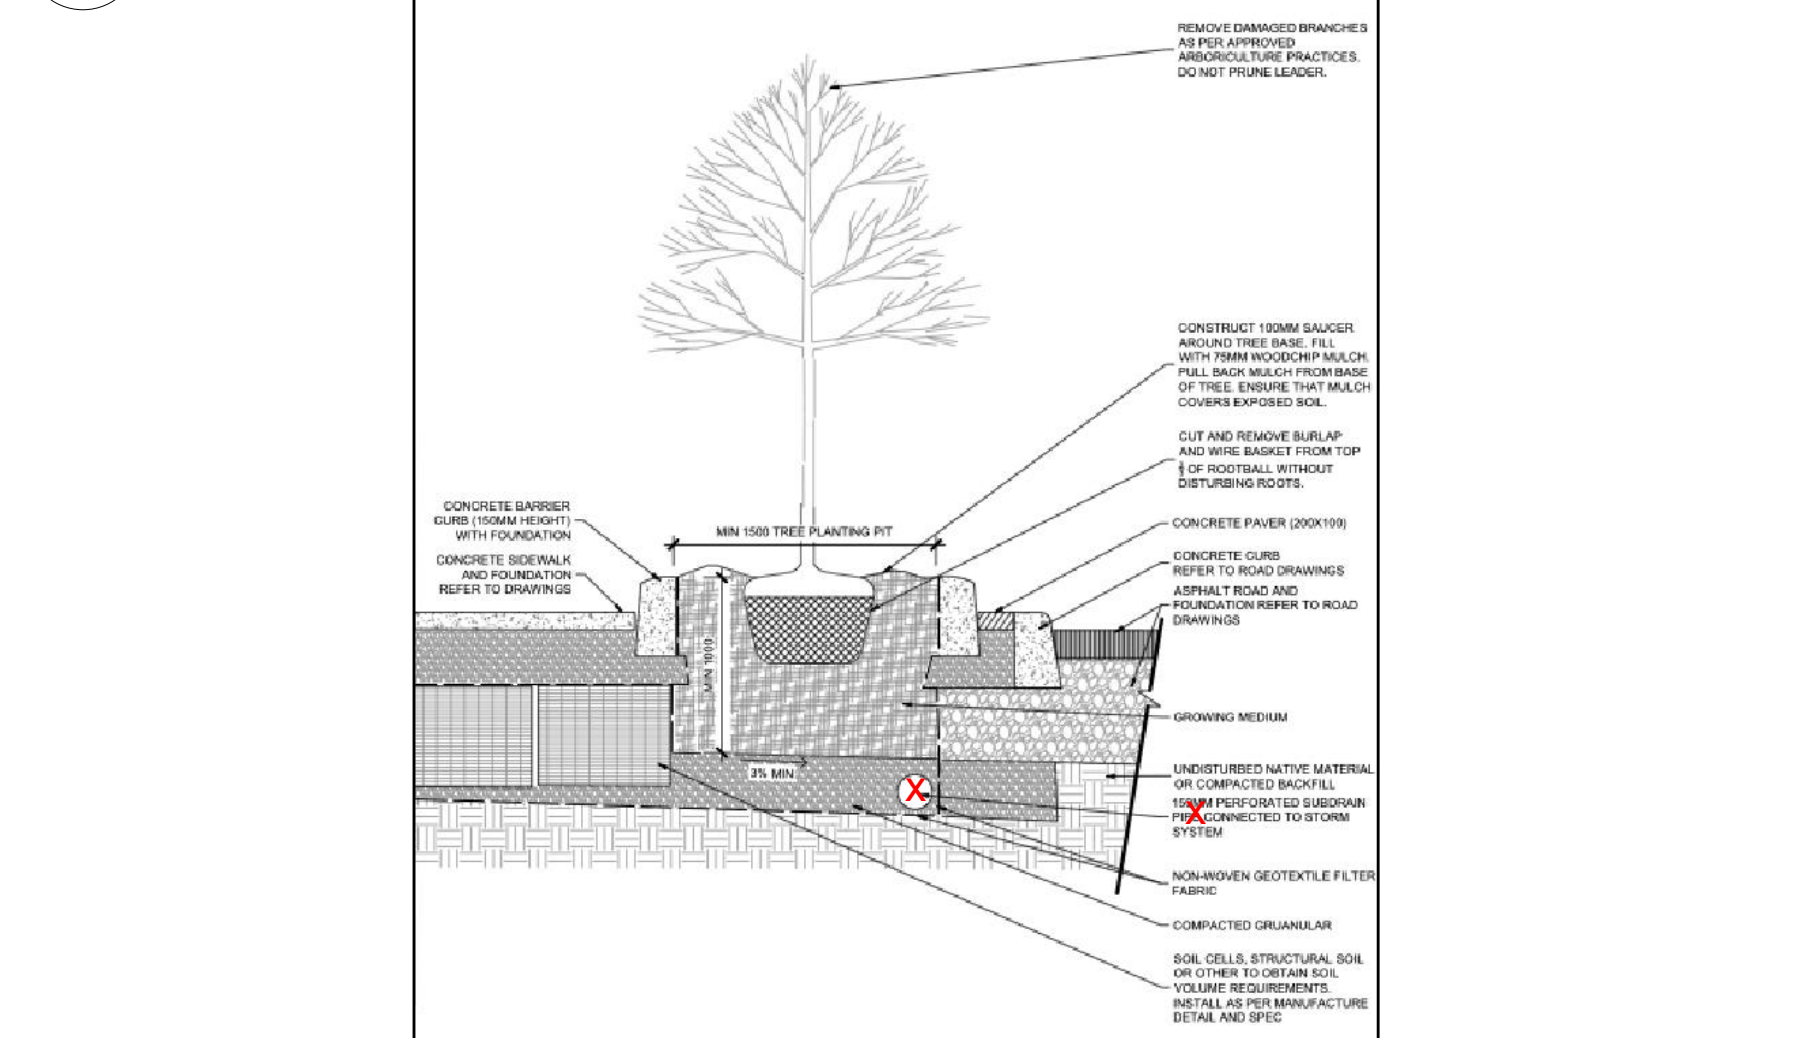 REMOVE DAMAGED BRANCHES
AS PER APPROVED
ARBORICULTURE PRACTICES.
DO NOT PRUNE LEADER.
CONSTRUCT 100MM SAUCER
AROUND TREE BASE. FILL
WITH 75MM WOODCHIP MULCH.
PULL BACK MULCH FROM BASE
OF TREE. ENSURE THAT MULCH
COVERS EXPOSED SOIL.
CUT AND REMOVE BURLAP
AND WIRE BASKET FROM TOP
OF ROOTBALL WITHOUT
DISTURBING ROOTS.
CONCRETE BARRIER
CURB (150MM HEIGHT)
WITH FOUNDATION
CONCRETE SIDEWALK
AND FOUNDATION
REFER TO DRAWINGS
MIN 1500 TREE PLANTING PIT
MIN 1000
3% MIN.
CONCRETE PAVER (200X100)
CONCRETE CURB
REFER TO ROAD DRAWINGS
ASPHALT ROAD AND
FOUNDATION REFER TO ROAD
DRAWINGS
GROWING MEDIUM
UNDISTURBED NATIVE MATERIAL
OR COMPACTED BACKFILL
X
X
PERFORATED SUBDRAIN
PIPE CONNECTED TO STORM
SYSTEM
NON-WOVEN GEOTEXTILE FILTER
FABRIC
COMPACTED GRUANULAR
SOIL CELLS, STRUCTURAL SOIL
OR OTHER TO OBTAIN SOIL
VOLUME REQUIREMENTS.
INSTALL AS PER MANUFACTURE
DETAIL AND SPEC